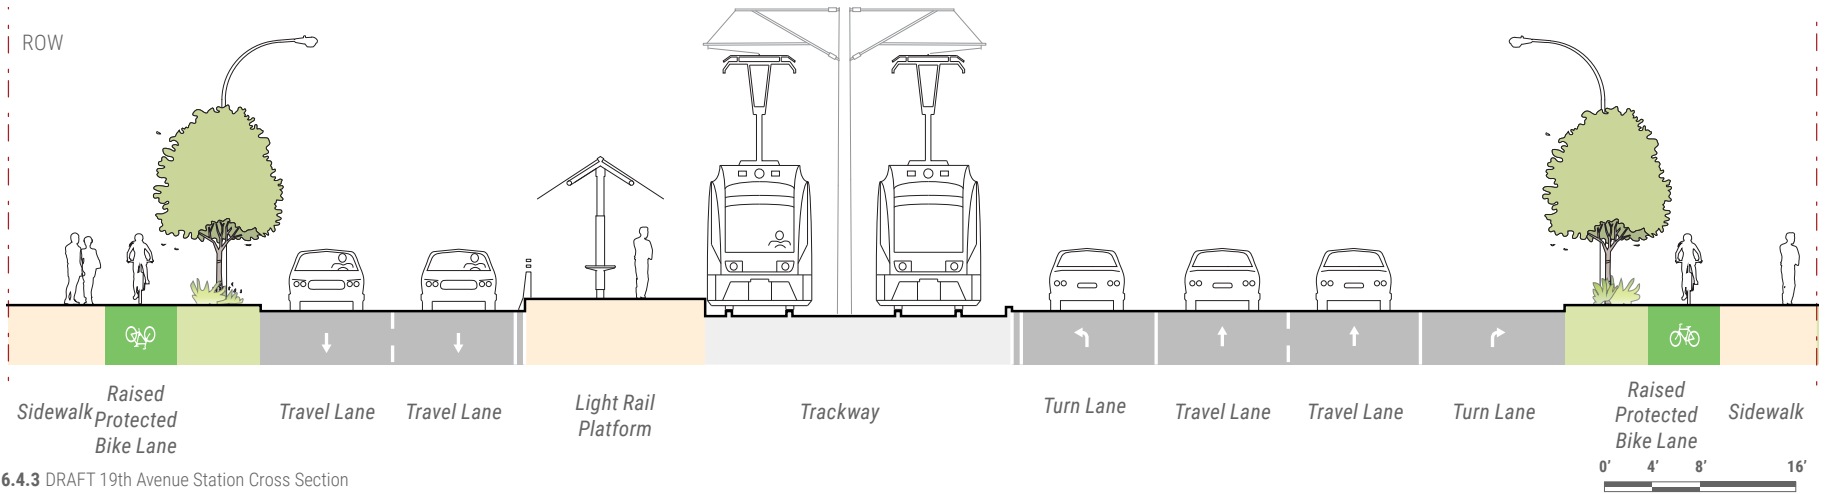 ROW
Sidewalk
Raised
Protected
Bike Lane
Travel Lane
Travel Lane
Light Rail
Platform
Trackway
Turn Lane
Travel Lane
Travel Lane
Turn Lane
Raised
Protected
Bike Lane
Sidewalk
0’ 4’ 8’ 16’
6.4.3 DRAFT 19th Avenue Station Cross Section